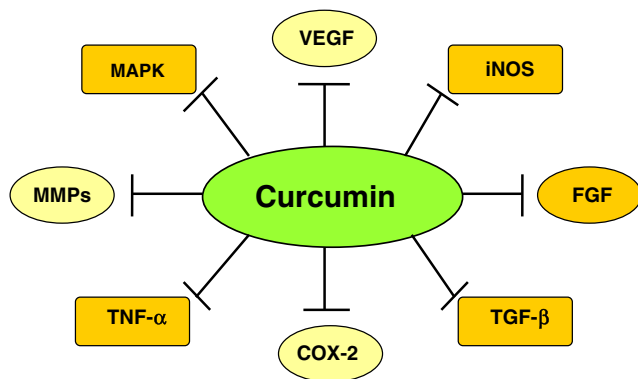 VEGF
MAPK
iNOS
MMPs
Curcumin
FGF
TNF-α
TGF-β
COX-2